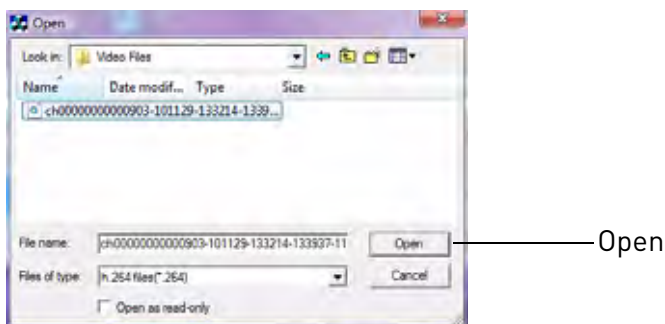 Open
Look in: Video Files
Name Date modif... Type Size
ch00000000000903-101129-133214-1339...
File name: ch00000000000903-101129-133214-133937-11 Open
Open
Files of type: h.264 files(*.264) Cancel
Open as read-only